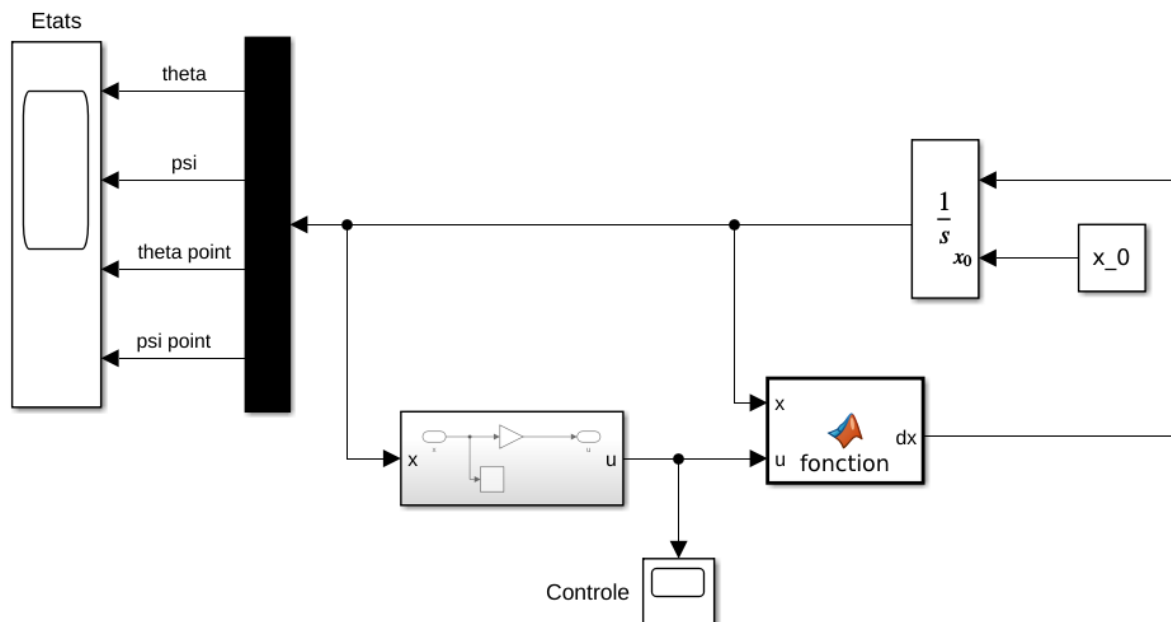 Etats
theta
psi
theta point
psi point
1
s
x0
x_0
x
u
x
u
dx
fonction
x
u
Controle